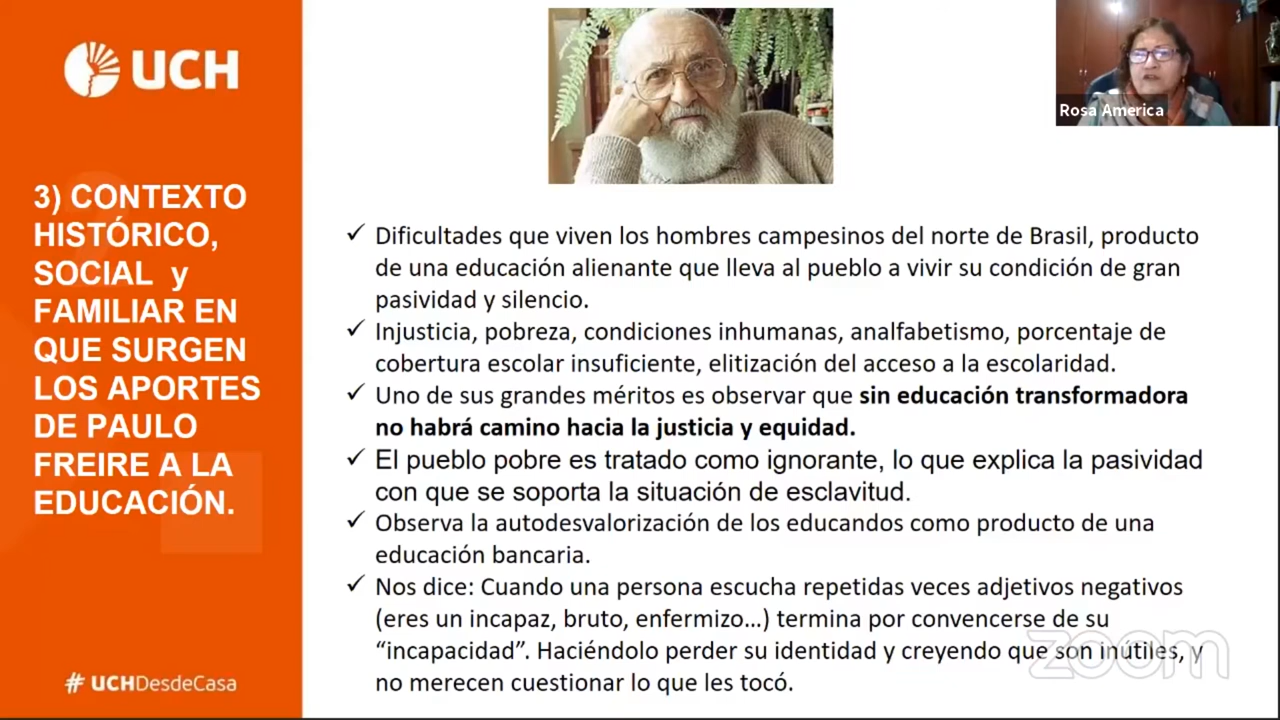 UCH
Rosa America
3) CONTEXTO
HISTÓRICO,
SOCIAL y
FAMILIAR EN
QUE SURGEN
LOS APORTES
DE PAULO
FREIRE A LA
EDUCACIÓN.
✓ Dificultades que viven los hombres campesinos del norte de Brasil, producto
de una educación alienante que lleva al pueblo a vivir su condición de gran
pasividad y silencio.
✓ Injusticia, pobreza, condiciones inhumanas, analfabetismo, porcentaje de
cobertura escolar insuficiente, elitización del acceso a la escolaridad.
✓ Uno de sus grandes méritos es observar que sin educación transformadora
no habrá camino hacia la justicia y equidad.
✓ El pueblo pobre es tratado como ignorante, lo que explica la pasividad
con que se soporta la situación de esclavitud.
✓ Observa la autodesvalorización de los educandos como producto de una
educación bancaria.
✓ Nos dice: Cuando una persona escucha repetidas veces adjetivos negativos
(eres un incapaz, bruto, enfermizo…) termina por convencerse de su
“incapacidad”. Haciéndolo perder su identidad y creyendo que son inútiles, y
no merecen cuestionar lo que les tocó.
zoom
# UCHDesdeCasa